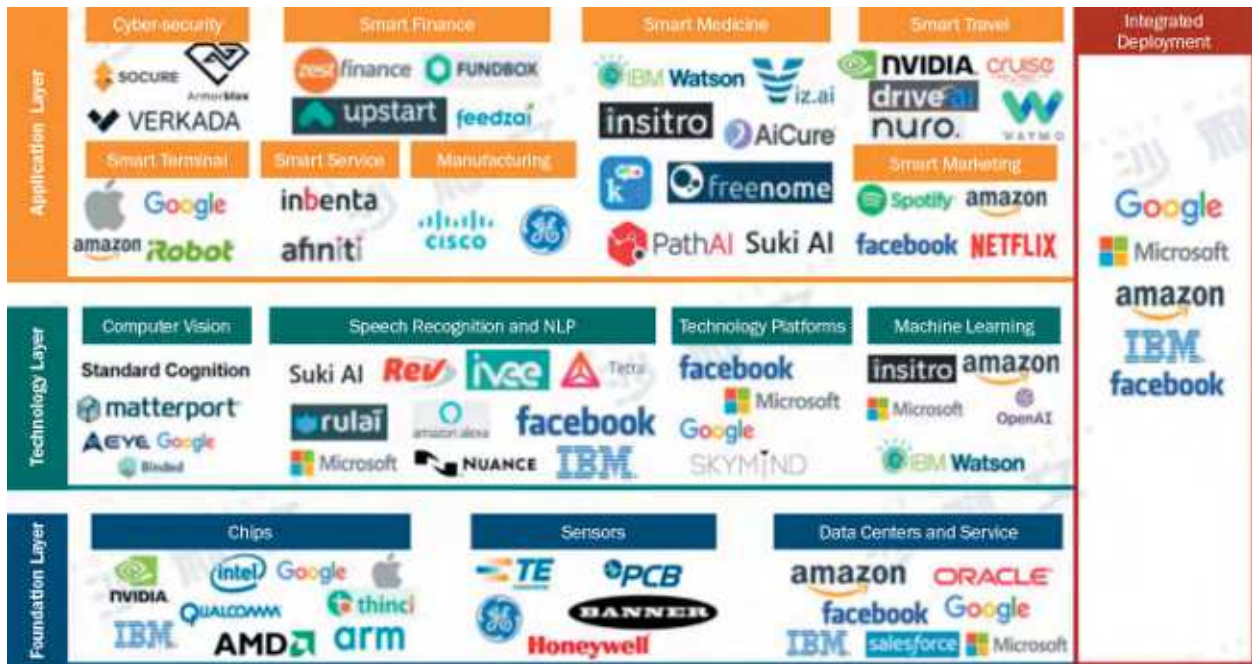 Application Layer
Cyber-security
SOCURE
Armorblox
VERKADA
Smart Finance
zest finance
FUNDBOX
upstart
feedzai
Smart Medicine
IBM Watson
viz.ai
insitro
AiCure
k
freenome
PathAI
Suki AI
Smart Travel
NVIDIA
cruise
drive.ai
nuro.
WAYMO
Smart Terminal
Google
amazon
iRobot
Smart Service
inbenta
afiniti
Manufacturing
CISCO
Smart Marketing
Spotify
amazon
facebook
NETFLIX
Technology Layer
Computer Vision
Standard Cognition
matterport
AEYE
Google
Binded
Speech Recognition and NLP
Suki AI
Rev
ivee
Tetra
rulai
amazon alexa
facebook
Microsoft
NUANCE
IBM
Technology Platforms
facebook
Microsoft
Google
SKYMIND
Machine Learning
insitro
amazon
Microsoft
OpenAI
IBM Watson
Foundation Layer
Chips
NVIDIA
intel
Google
QUALCOMM
thinci
IBM
AMD
arm
Sensors
TE
PCB
BANNER
Honeywell
Data Centers and Service
amazon
ORACLE
facebook
Google
IBM
salesforce
Microsoft
Integrated
Deployment
Google
Microsoft
amazon
IBM
facebook